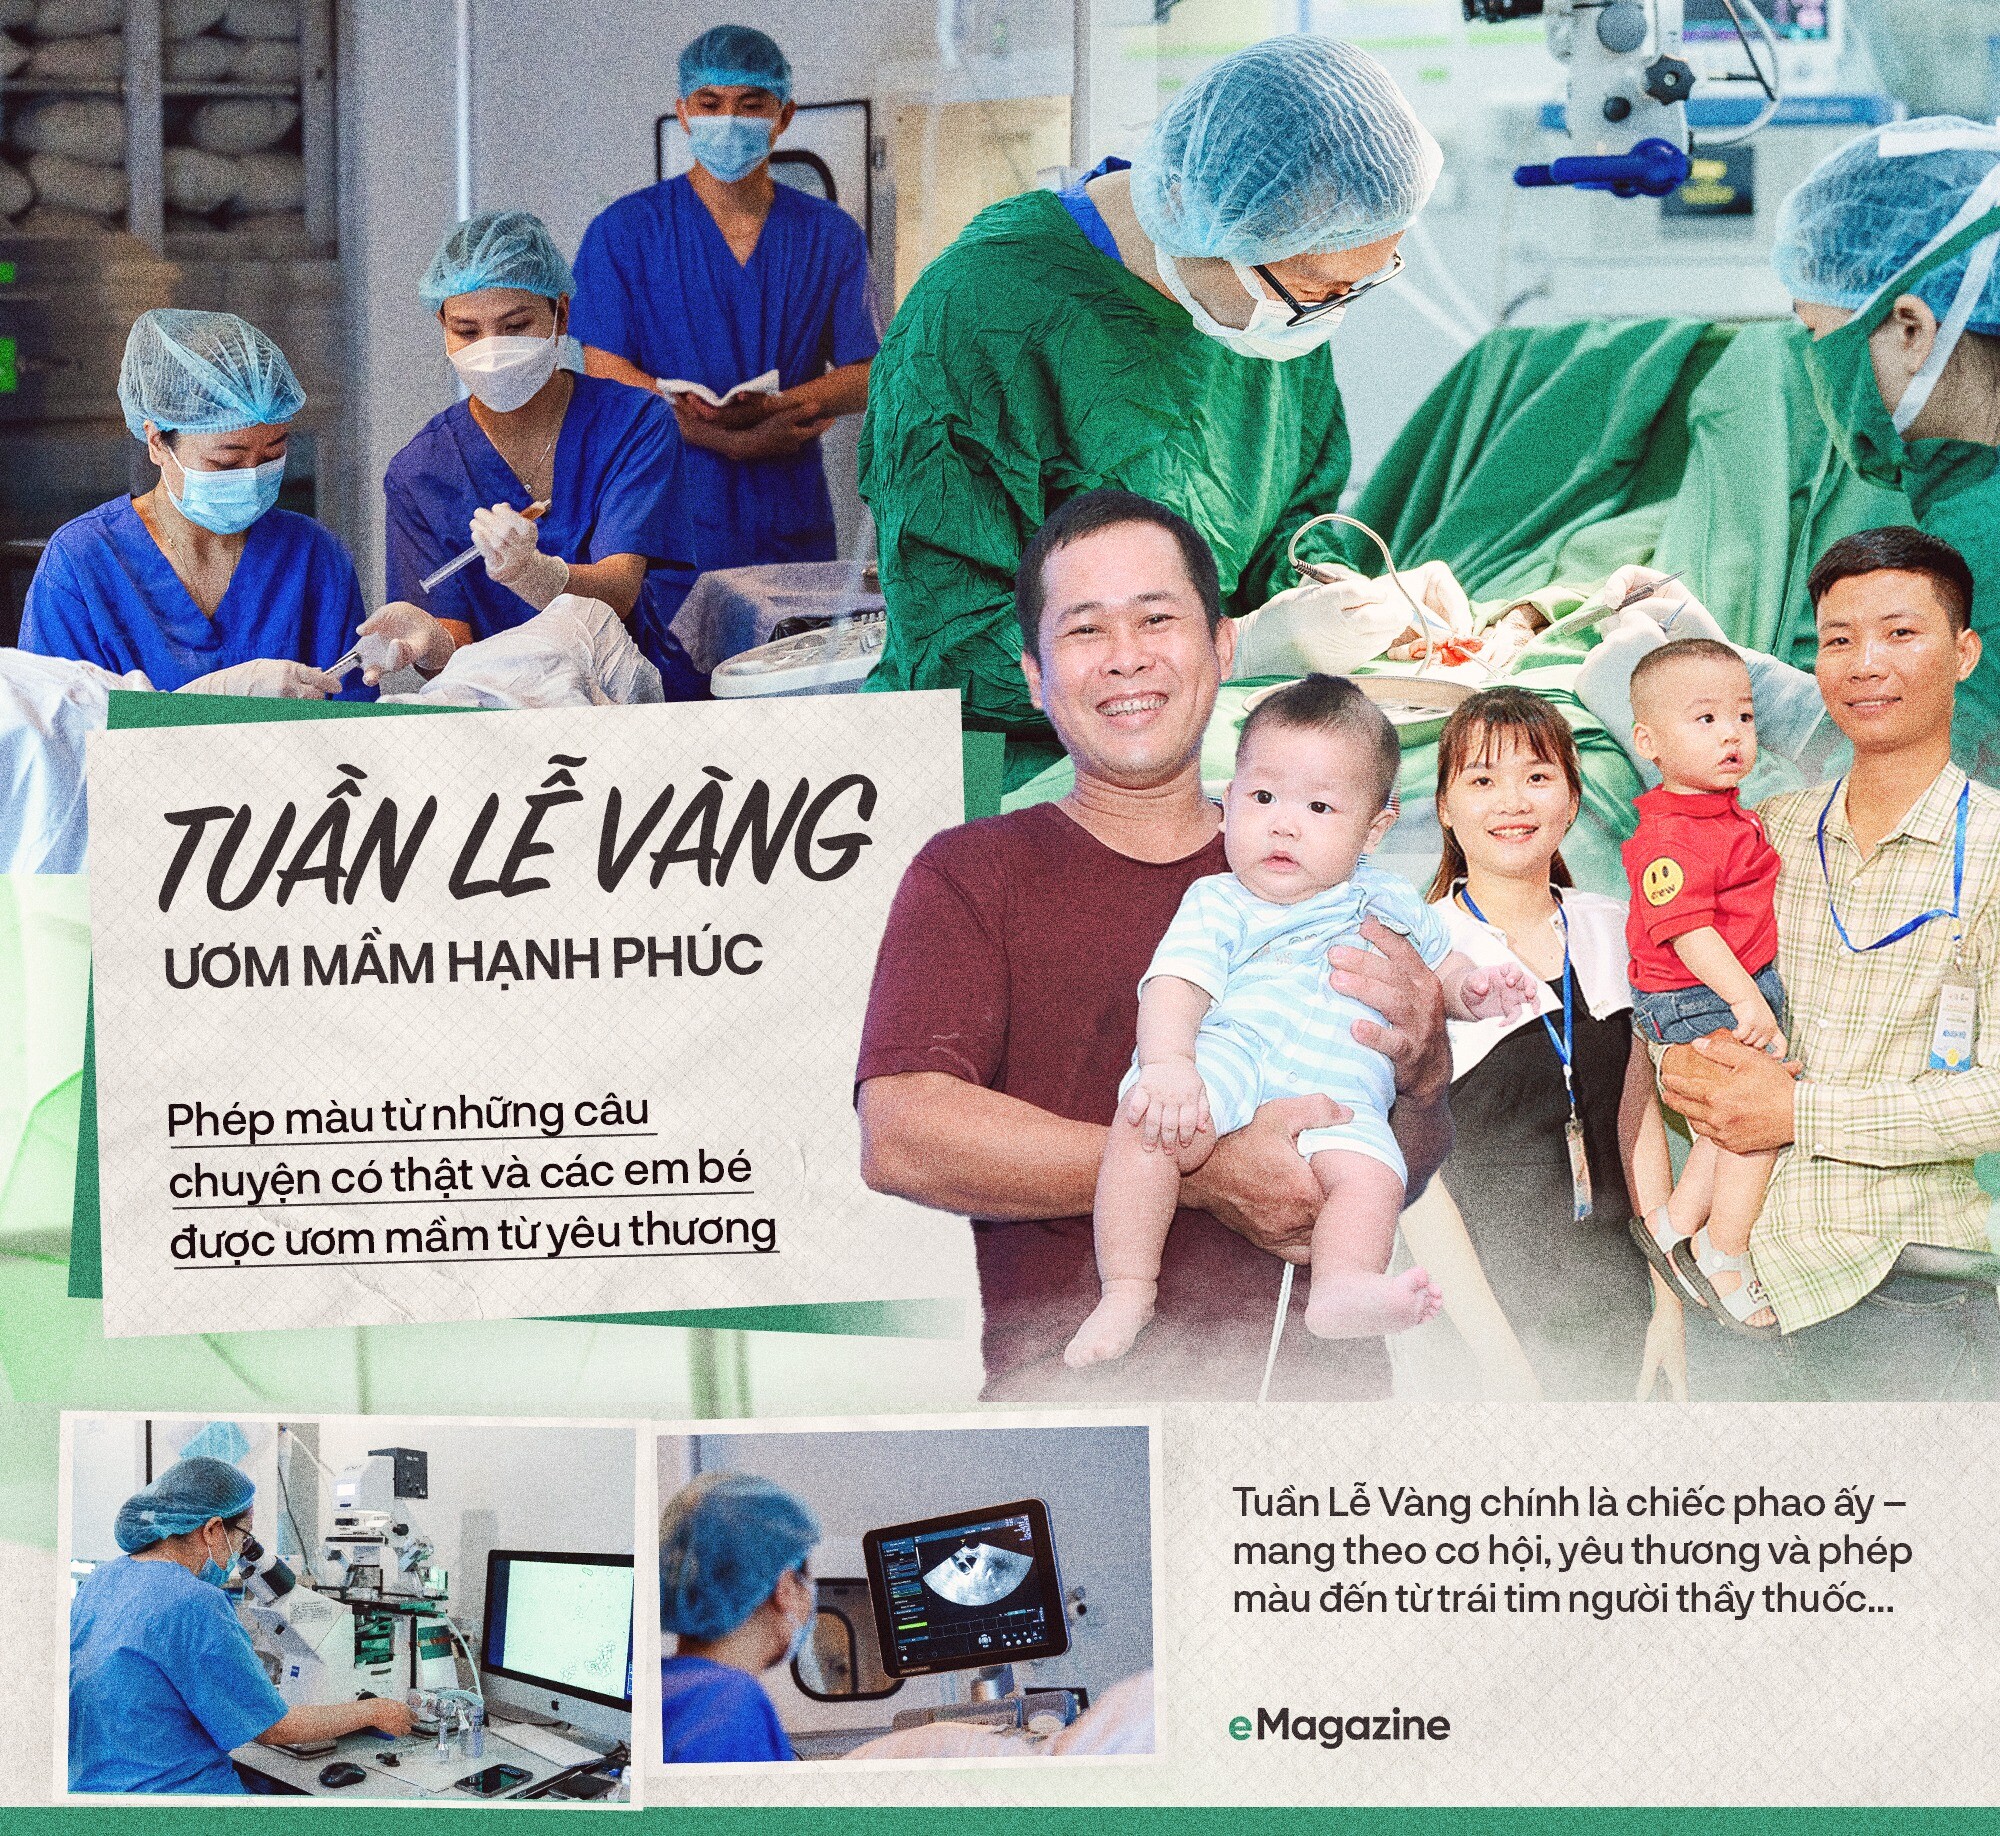 TUẦN LỄ VÀNG
ƯƠM MẦM HẠNH PHÚC
Phép màu từ những câu
chuyện có thật và các em bé
được ươm mầm từ yêu thương
Tuần Lễ Vàng chính là chiếc phao ấy –
mang theo cơ hội, yêu thương và phép
màu đến từ trái tim người thầy thuốc...
eMagazine